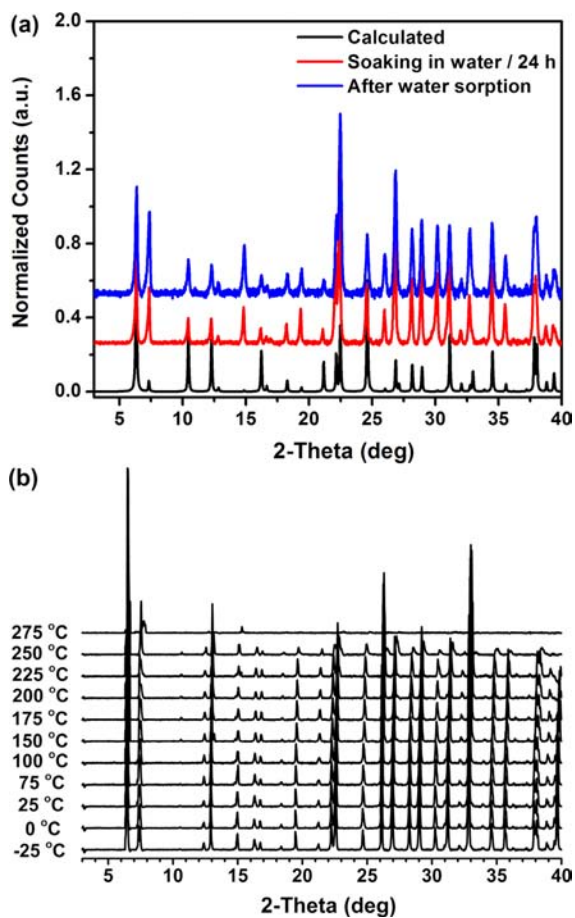 (a)
2.0
1.6
1.2
0.8
0.4
0.0
Normalized Counts (a.u.)
Calculated
Soaking in water / 24 h
After water sorption
5 10 15 20 25 30 35 40
2-Theta (deg)
(b)
275 °C
250 °C
225 °C
200 °C
175 °C
150 °C
100 °C
75 °C
25 °C
0 °C
-25 °C
5 10 15 20 25 30 35 40
2-Theta (deg)